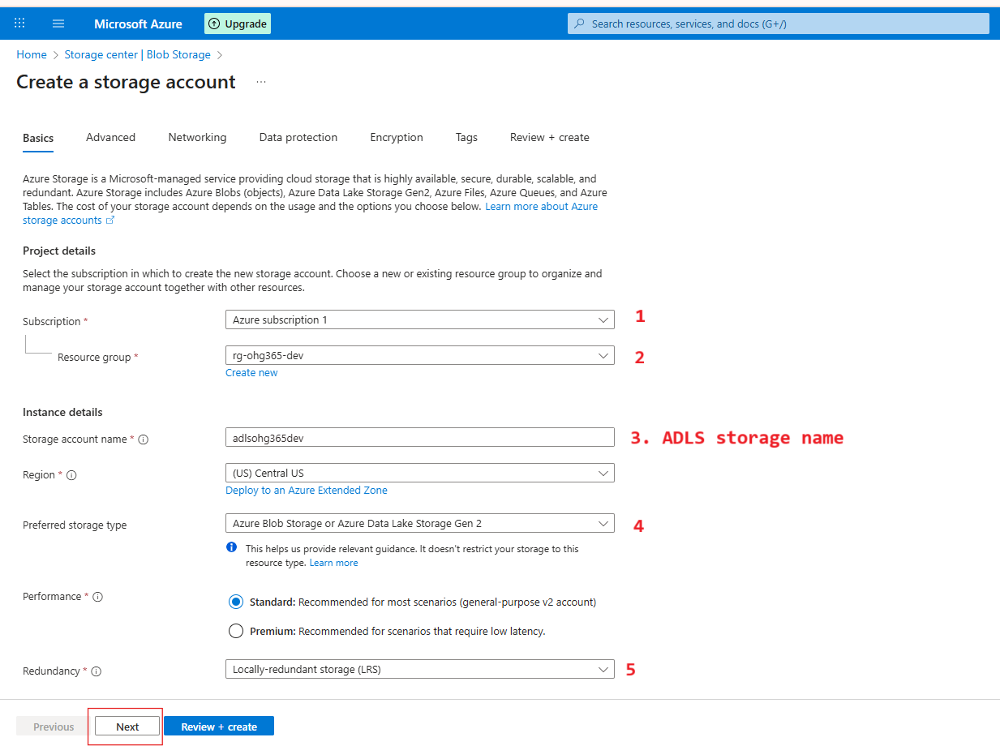 Microsoft Azure
Upgrade
Search resources, services, and docs (G+/)
Home
Storage center | Blob Storage
Create a storage account
...
Basics
Advanced
Networking
Data protection
Encryption
Tags
Review + create
Azure Storage is a Microsoft-managed service providing cloud storage that is highly available, secure, durable, scalable, and
redundant. Azure Storage includes Azure Blobs (objects), Azure Data Lake Storage Gen2, Azure Files, Azure Queues, and Azure
Tables. The cost of your storage account depends on the usage and the options you choose below. Learn more about Azure
storage accounts
Project details
Select the subscription in which to create the new storage account. Choose a new or existing resource group to organize and
manage your storage account together with other resources.
Subscription *
Azure subscription 1
1
Resource group *
rg-ohg365-dev
2
Create new
Instance details
Storage account name *
adlsohg365dev
3. ADLS storage name
Region *
(US) Central US
Deploy to an Azure Extended Zone
Preferred storage type
Azure Blob Storage or Azure Data Lake Storage Gen 2
4
This helps us provide relevant guidance. It doesn't restrict your storage to this
resource type. Learn more
Performance *
Standard: Recommended for most scenarios (general-purpose v2 account)
Premium: Recommended for scenarios that require low latency.
Redundancy *
Locally-redundant storage (LRS)
5
Previous
Next
Review + create